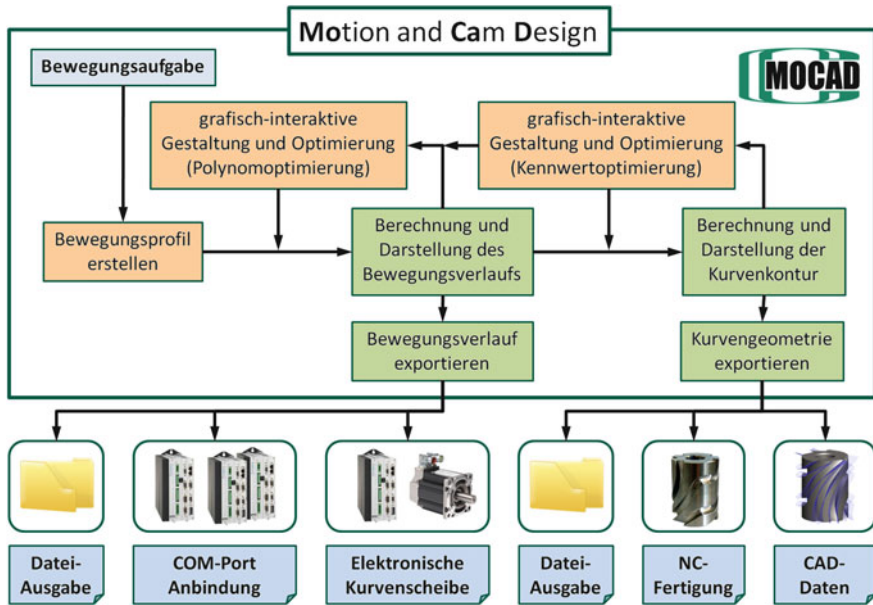 Motion and Cam Design
MOCAD
Bewegungsaufgabe
grafisch-interaktive
Gestaltung und Optimierung
(Polynomoptimierung)
grafisch-interaktive
Gestaltung und Optimierung
(Kennwertoptimierung)
Bewegungsprofil
erstellen
Berechnung und
Darstellung des
Bewegungsverlaufs
Berechnung und
Darstellung der
Kurvenkontur
Bewegungsverlauf
exportieren
Kurvengeometrie
exportieren
Datei-
Ausgabe
COM-Port
Anbindung
Elektronische
Kurvenscheibe
Datei-
Ausgabe
NC-
Fertigung
CAD-
Daten